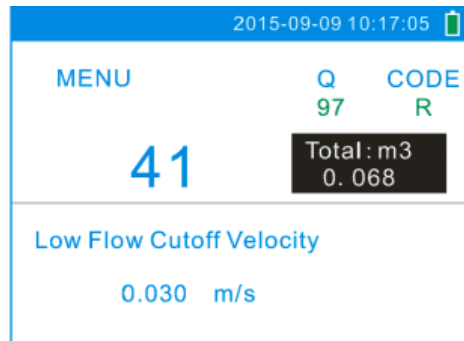 2015-09-09 10:17:05
MENU Q CODE
97 R
41
Total:m3
0.068
Low Flow Cutoff Velocity
0.030 m/s